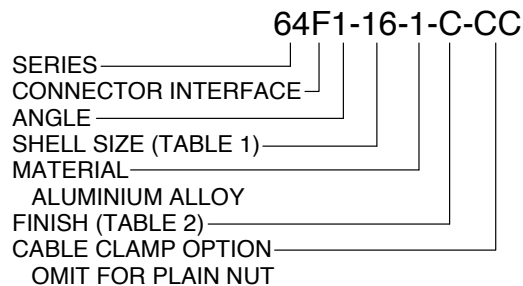 64F1-16-1-C-CC
SERIES
CONNECTOR INTERFACE
ANGLE
SHELL SIZE (TABLE 1)
MATERIAL
ALUMINIUM ALLOY
FINISH (TABLE 2)
CABLE CLAMP OPTION
OMIT FOR PLAIN NUT